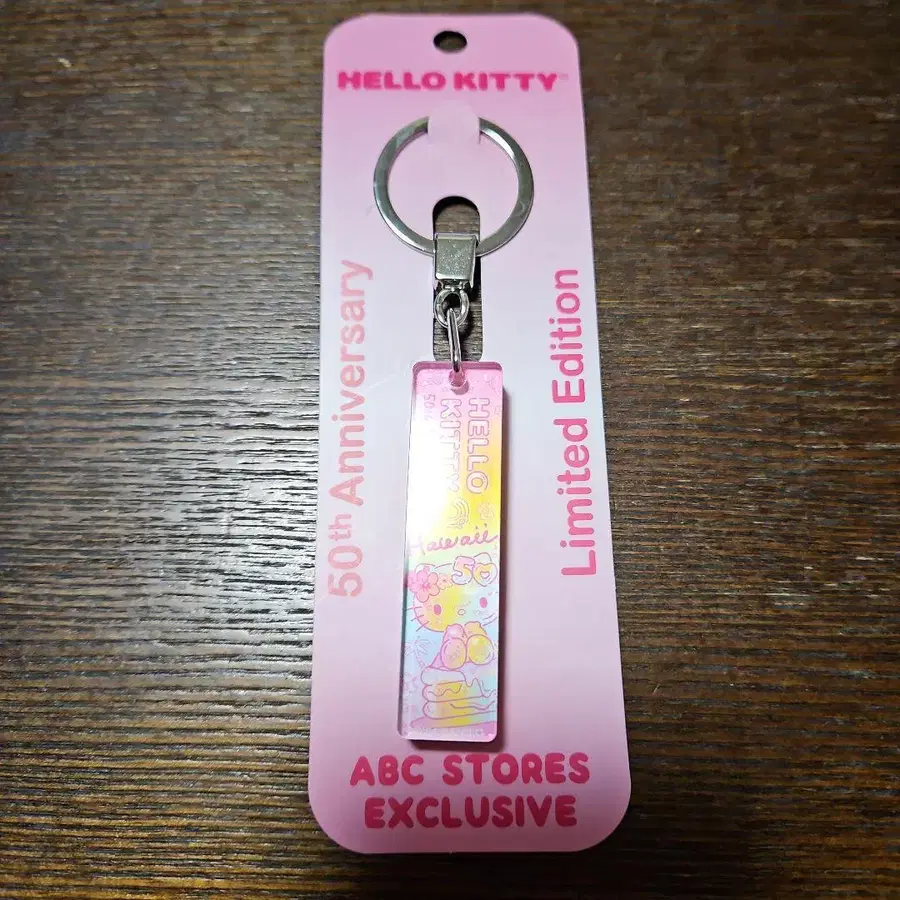 HELLO KITTY
50th Anniversary
Limited Edition
HELLO
KITTY
Hawaii
50
ABC STORES
EXCLUSIVE